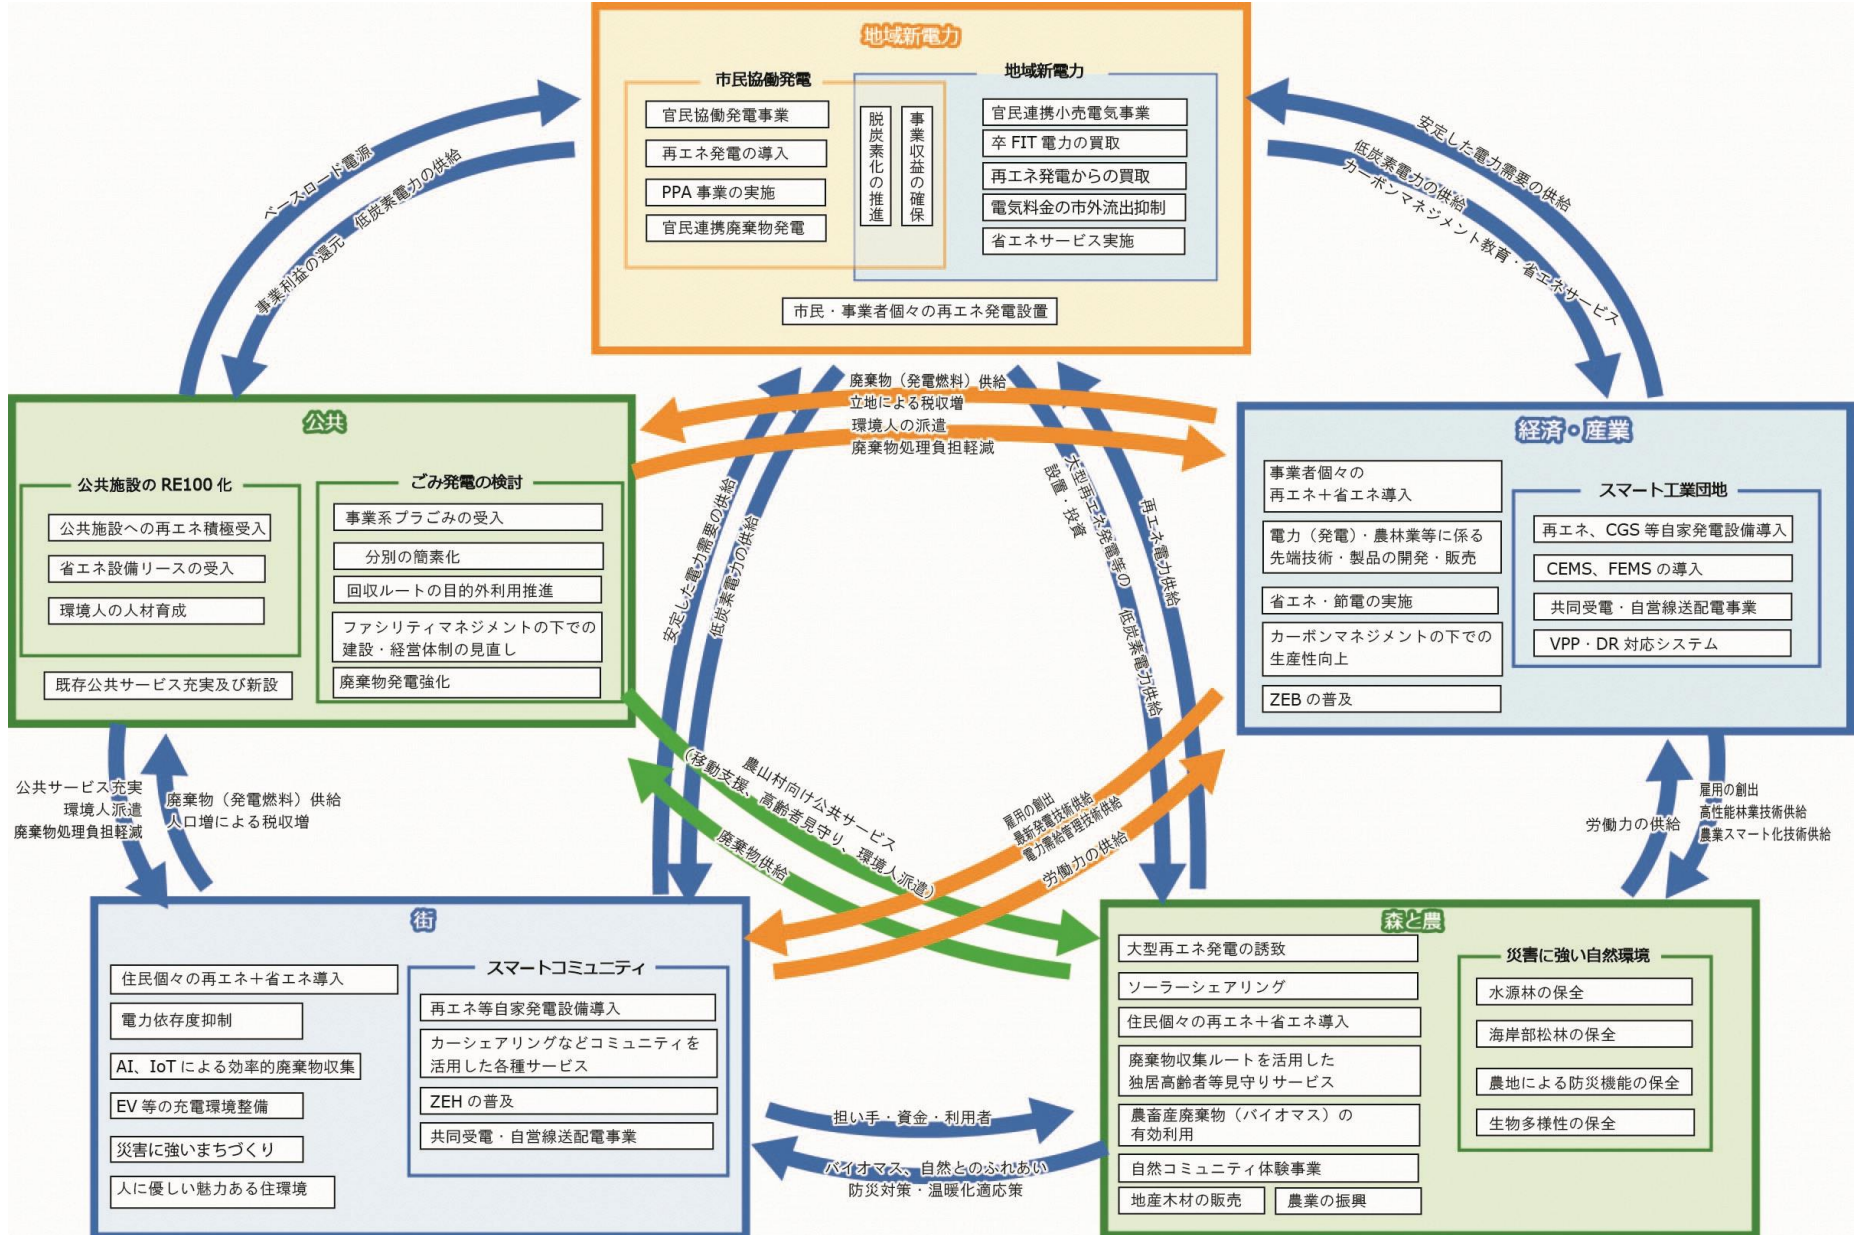 地域新電力
市民協働発電
官民協働発電事業
再エネ発電の導入
PPA 事業の実施
官民連携廃棄物発電
脱炭素化の推進
事業収益の確保
地域新電力
官民連携小売電気事業
卒 FIT 電力の買取
再エネ発電からの買取
電気料金の市外流出抑制
省エネサービス実施
市民・事業者個々の再エネ発電設置
ベースロード電源
事業利益の還元　低炭素電力の供給
安定した電力需要の供給
低炭素電力の供給
カーボンマネジメント教育・省エネサービス
廃棄物（発電燃料）供給
立地による税収増
環境人の派遣
廃棄物処理負担軽減
公共
公共施設の RE100 化
公共施設への再エネ積極受入
省エネ設備リースの受入
環境人の人材育成
既存公共サービス充実及び新設
ごみ発電の検討
事業系プラごみの受入
分別の簡素化
回収ルートの目的外利用推進
ファシリティマネジメントの下での
建設・経営体制の見直し
廃棄物発電強化
経済・産業
事業者個々の
再エネ＋省エネ導入
電力（発電）・農林業等に係る
先端技術・製品の開発・販売
省エネ・節電の実施
カーボンマネジメントの下での
生産性向上
ZEB の普及
スマート工業団地
再エネ、CGS 等自家発電設備導入
CEMS、FEMS の導入
共同受電・自営線送配電事業
VPP・DR 対応システム
安定した電力需要の供給
低炭素電力の供給
大型再エネ発電等の　低炭素電力供給
設置・投資
再エネ電力供給
農山村向け公共サービス
（移動支援、高齢者見守り、環境人派遣）
廃棄物供給
雇用の創出
最新発電技術供給
電力需給管理技術供給
労働力の供給
公共サービス充実
環境人派遣
廃棄物処理負担軽減
廃棄物（発電燃料）供給
人口増による税収増
労働力の供給
雇用の創出
高性能林業技術供給
農業スマート化技術供給
街
住民個々の再エネ＋省エネ導入
電力依存度抑制
AI、IoT による効率的廃棄物収集
EV 等の充電環境整備
災害に強いまちづくり
人に優しい魅力ある住環境
スマートコミュニティ
再エネ等自家発電設備導入
カーシェアリングなどコミュニティを
活用した各種サービス
ZEH の普及
共同受電・自営線送配電事業
担い手・資金・利用者
バイオマス、自然とのふれあい
防災対策・温暖化適応策
森と農
大型再エネ発電の誘致
ソーラーシェアリング
住民個々の再エネ＋省エネ導入
廃棄物収集ルートを活用した
独居高齢者等見守りサービス
農畜産廃棄物（バイオマス）の
有効利用
自然コミュニティ体験事業
地産木材の販売
農業の振興
災害に強い自然環境
水源林の保全
海岸部松林の保全
農地による防災機能の保全
生物多様性の保全